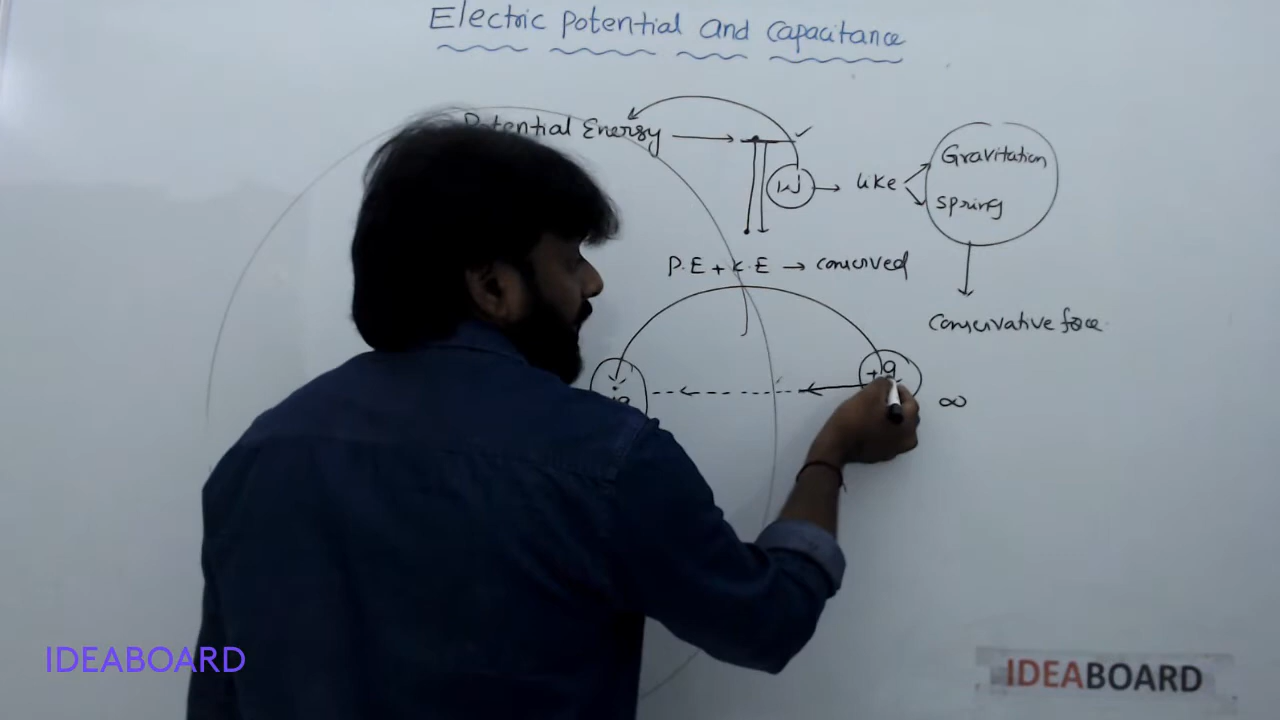 Electric potential and capacitance
Potential Energy
W
like
Gravitation
spring
P.E + K.E → conserved
Conservative force
+q
∞
IDEABOARD
IDEABOARD